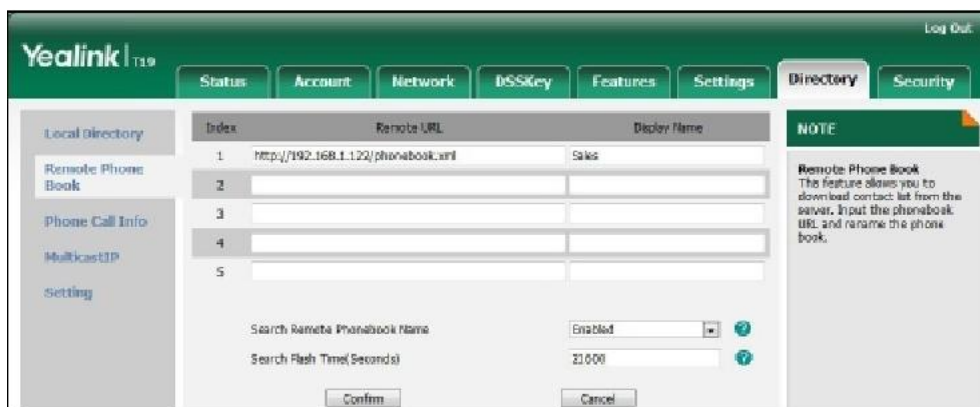 Log Out
Yealink T19
Status Account Network DSSKey Features Settings Directory Security
Local Directory
Remote Phone Book
Phone Call Info
MulticastIP
Setting
Index Remote URL Display Name
1 http://192.168.1.122/phonebook.xml Sales
2
3
4
5
Search Remote Phonebook Name Enabled
Search Flash Time(Seconds) 21600
Confirm Cancel
NOTE
Remote Phone Book
The feature allows you to
download contact list from the
server. Input the phonebook
URL and rename the phone
book.